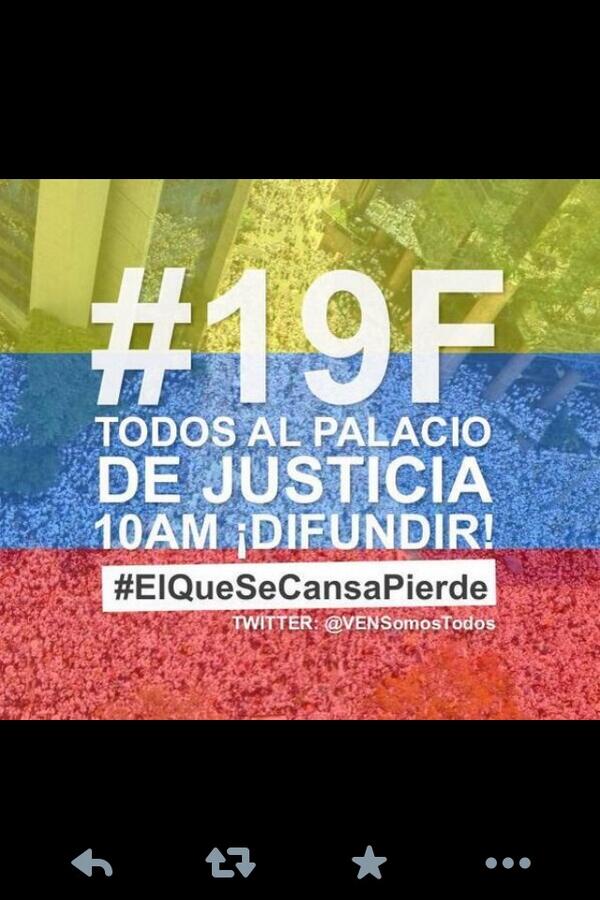 #19F
TODOS AL PALACIO
DE JUSTICIA
10AM ¡DIFUNDIR!
#ElQueSeCansaPierde
TWITTER: @VENSomosTodos